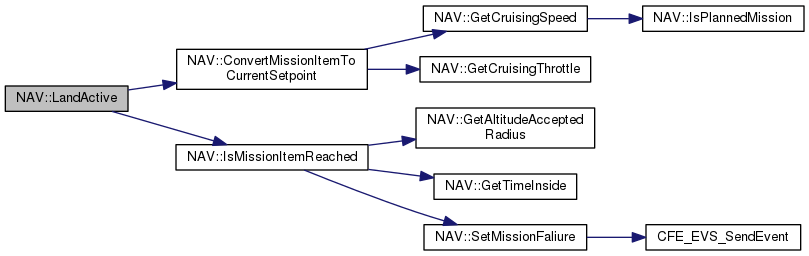 NAV::GetCruisingSpeed
NAV::IsPlannedMission
NAV::ConvertMissionItemTo
CurrentSetpoint
NAV::GetCruisingThrottle
NAV::LandActive
NAV::GetAltitudeAccepted
Radius
NAV::IsMissionItemReached
NAV::GetTimeInside
NAV::SetMissionFaliure
CFE_EVS_SendEvent